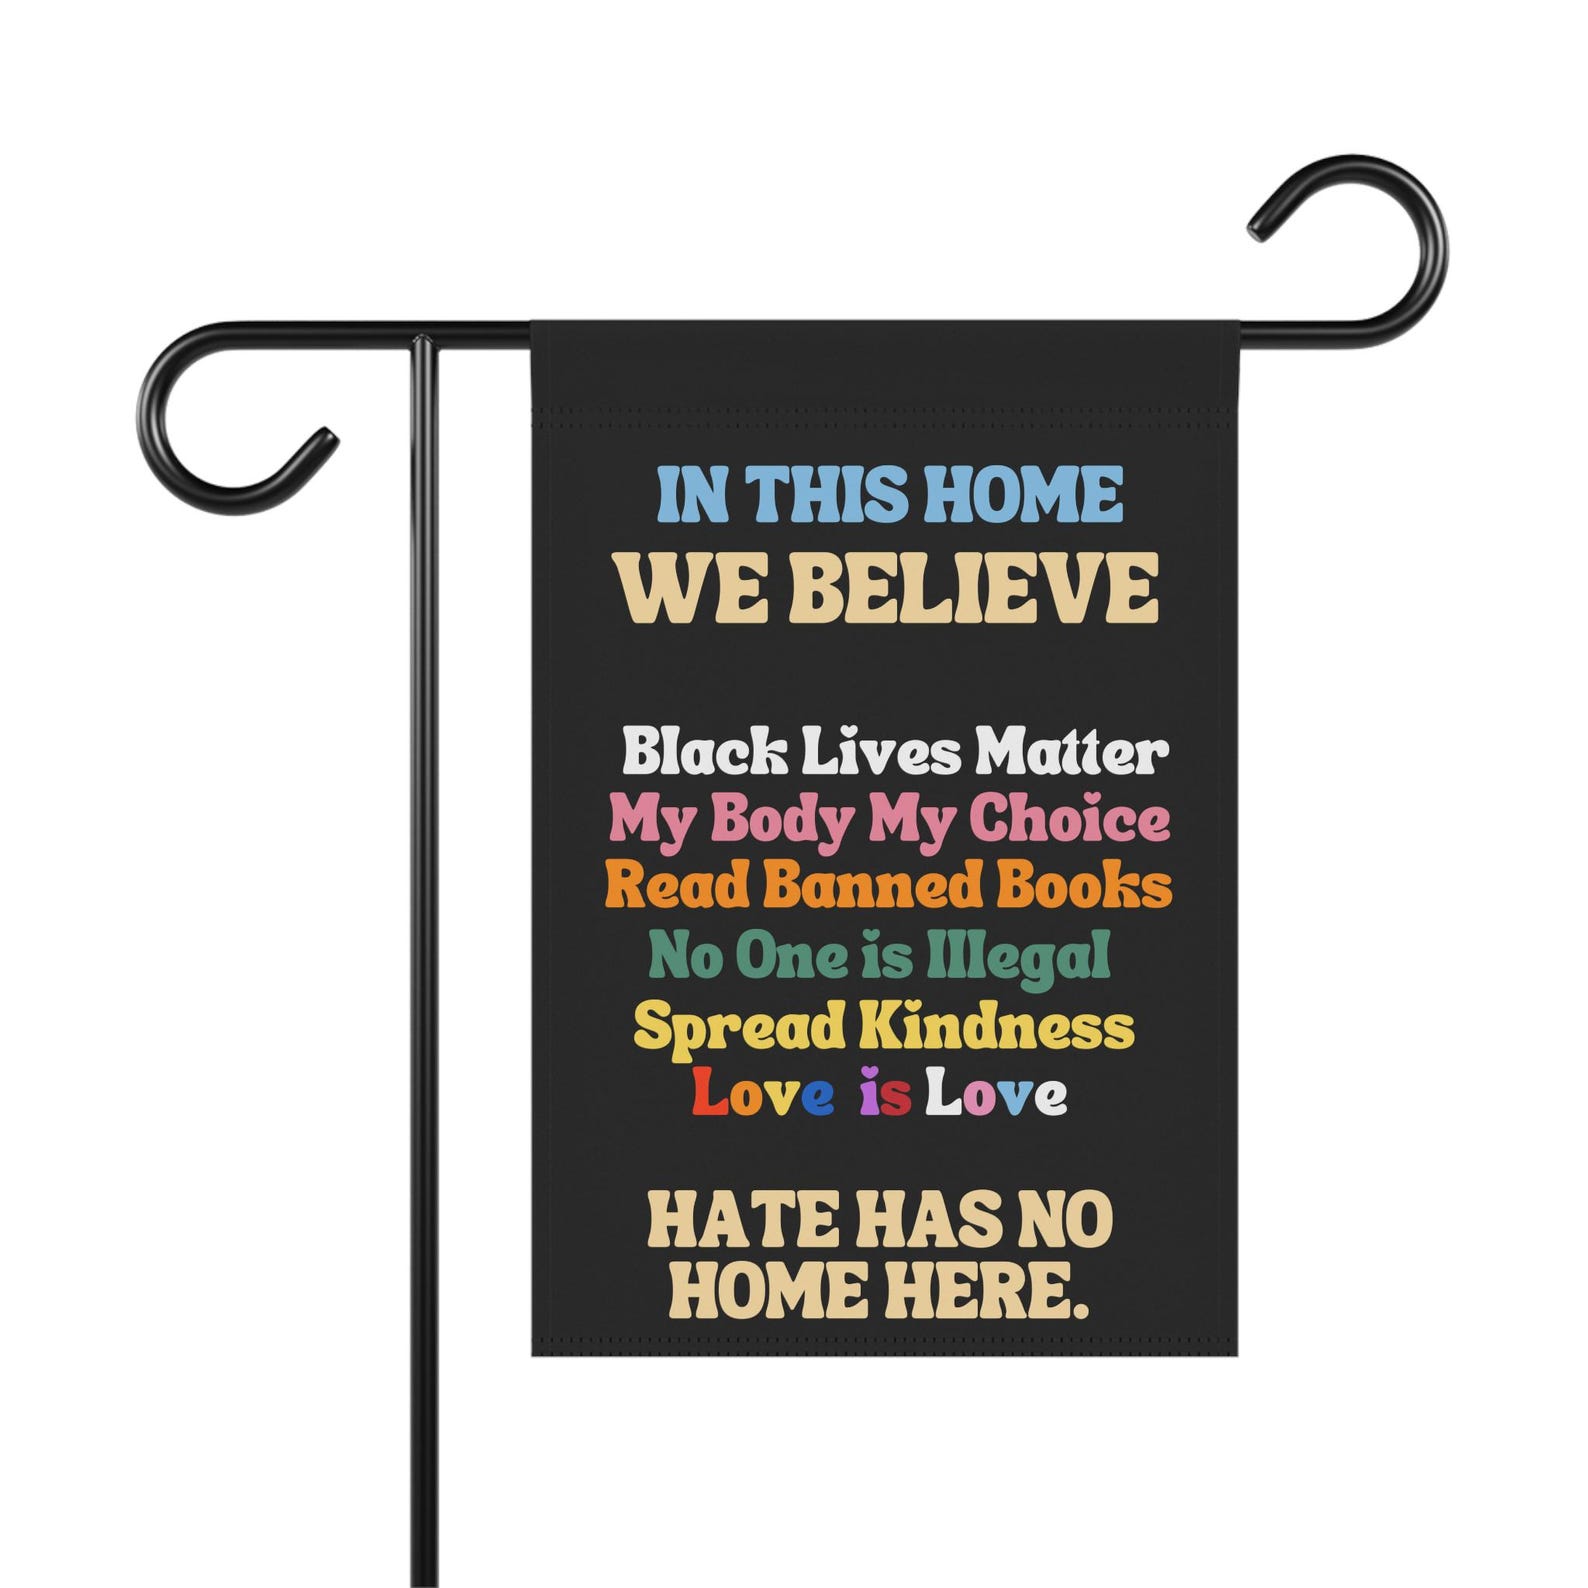 IN THIS HOME
WE BELIEVE
Black Lives Matter
My Body My Choice
Read Banned Books
No One is Illegal
Spread Kindness
Love is Love
HATE HAS NO
HOME HERE.